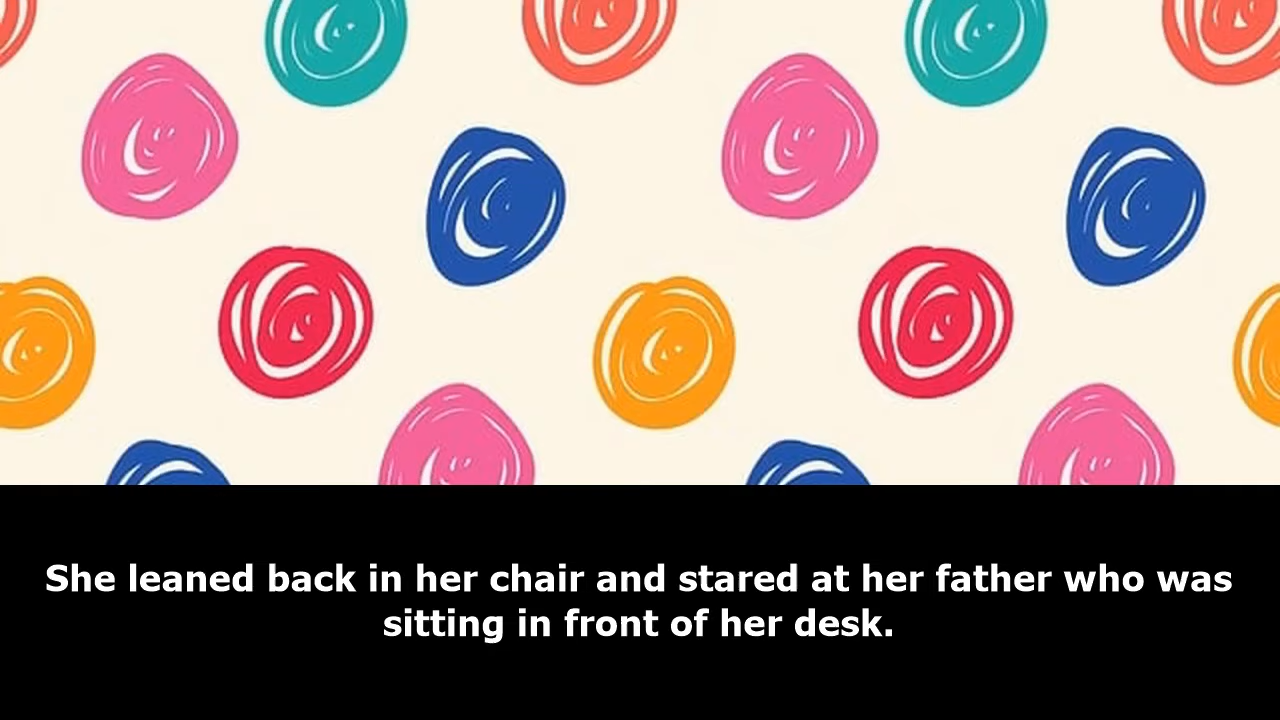 She leaned back in her chair and stared at her father who was
sitting in front of her desk.